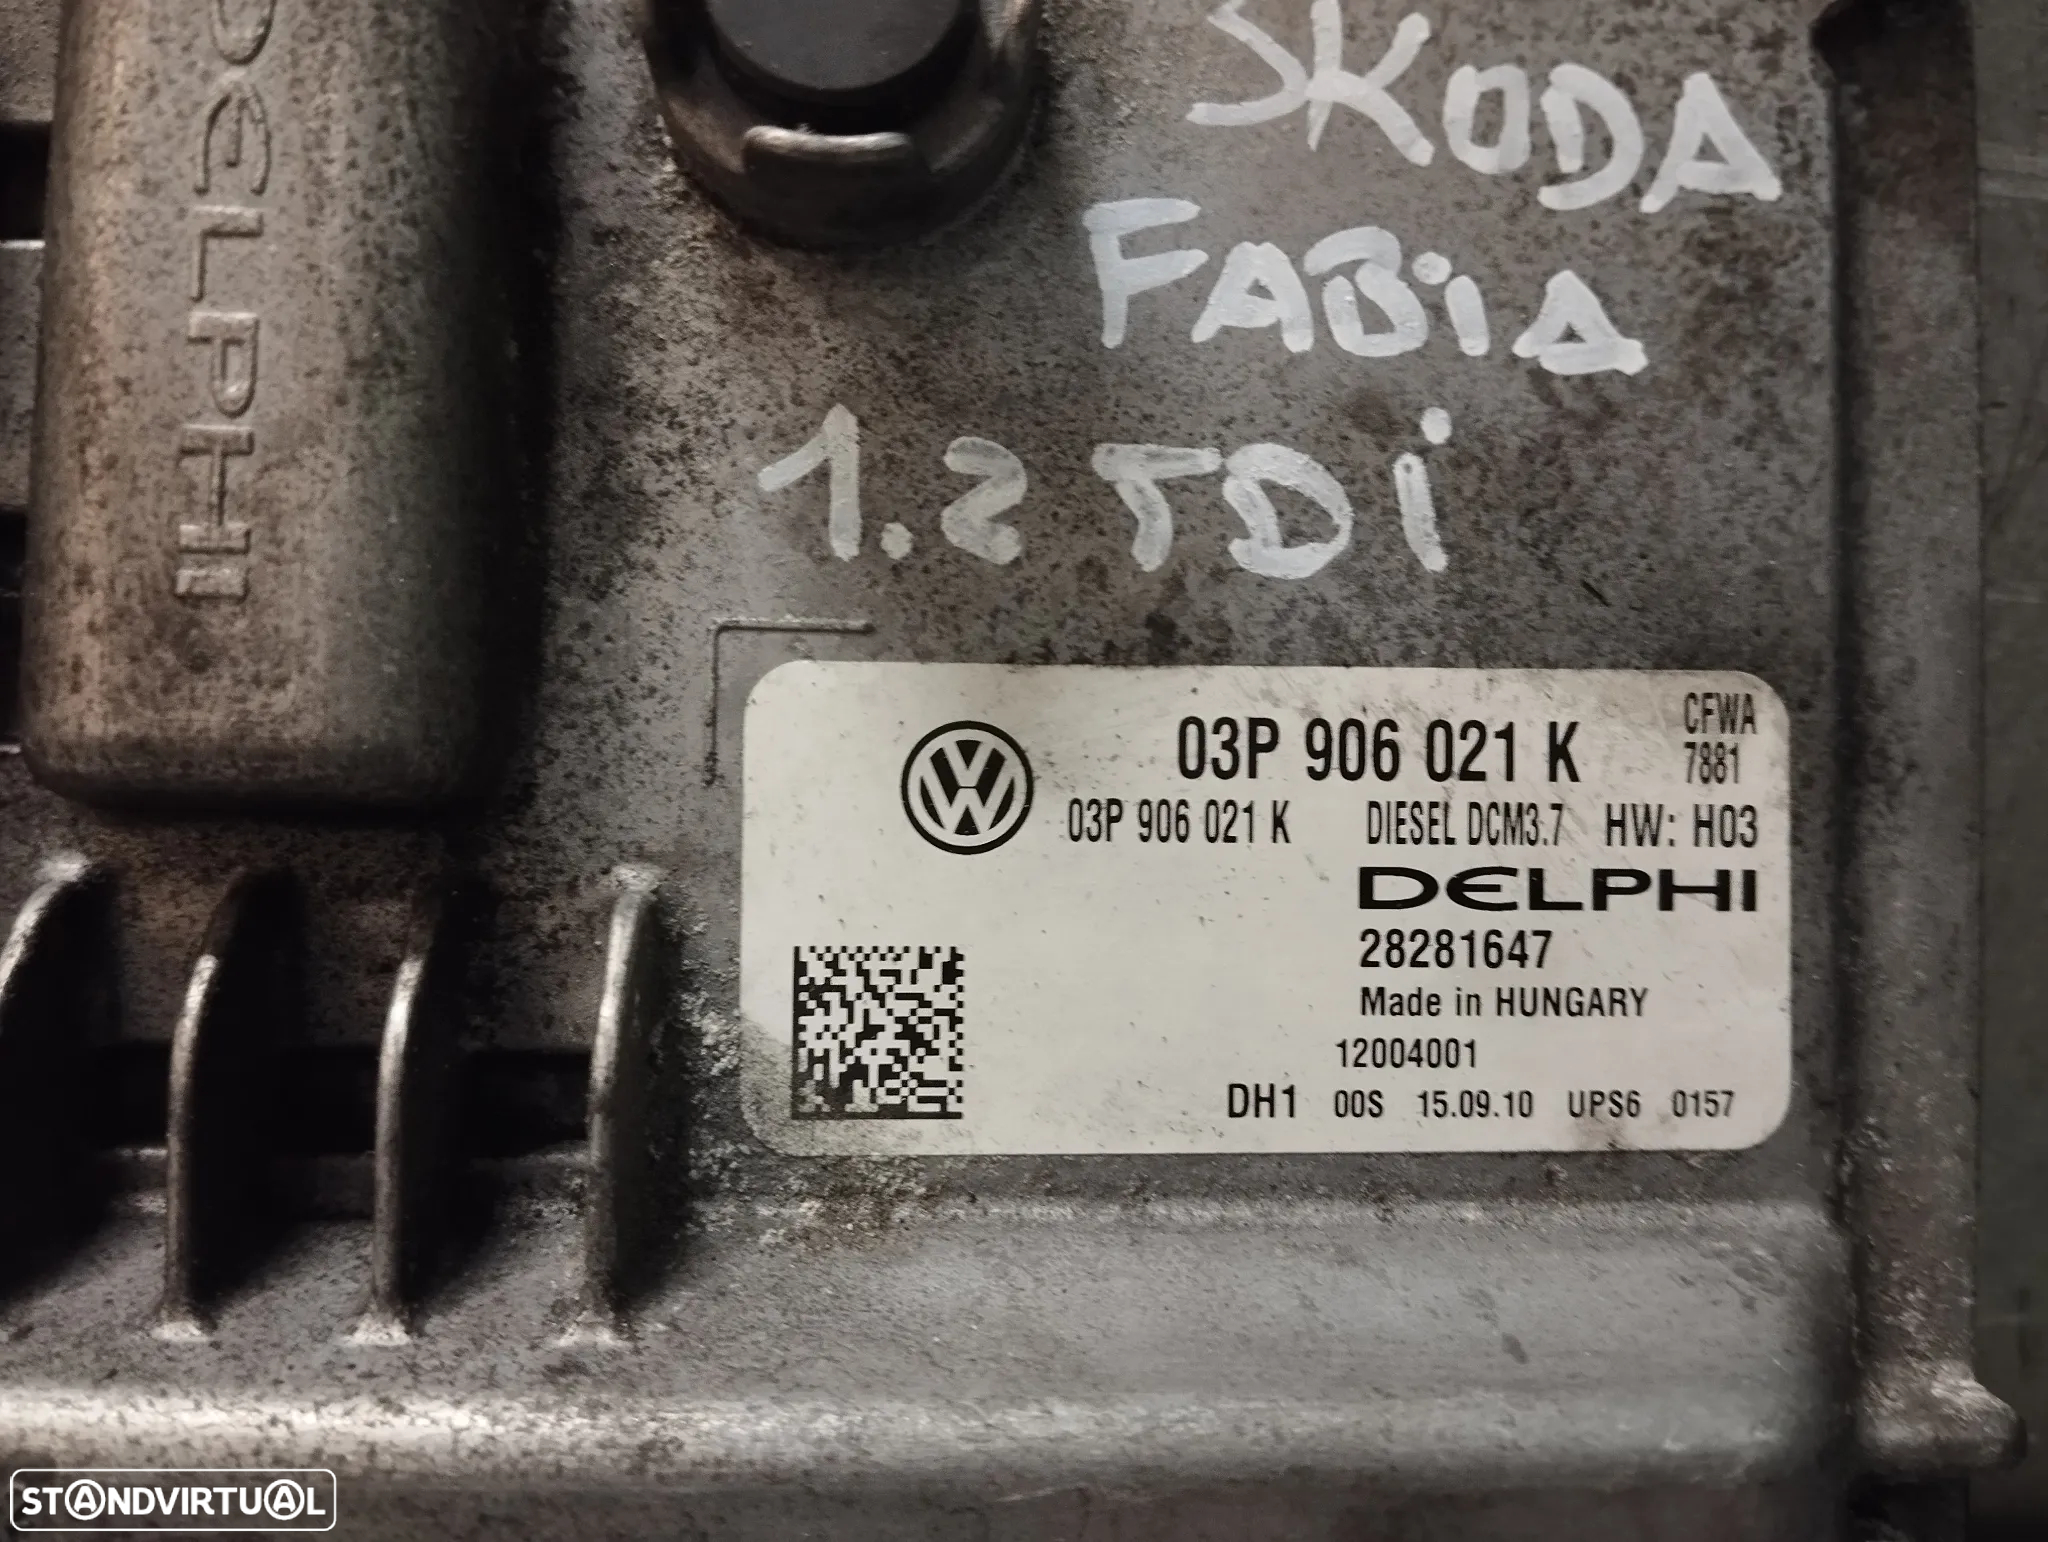 DELPHI
SKODA
FABiA
1.2 TDi
03P 906 021 K
CFWA
7881
03P 906 021 K DIESEL DCM3.7 HW: H03
DELPHI
28281647
Made in HUNGARY
12004001
DH1 00S 15.09.10 UPS6 0157
STANDVIRTUAL